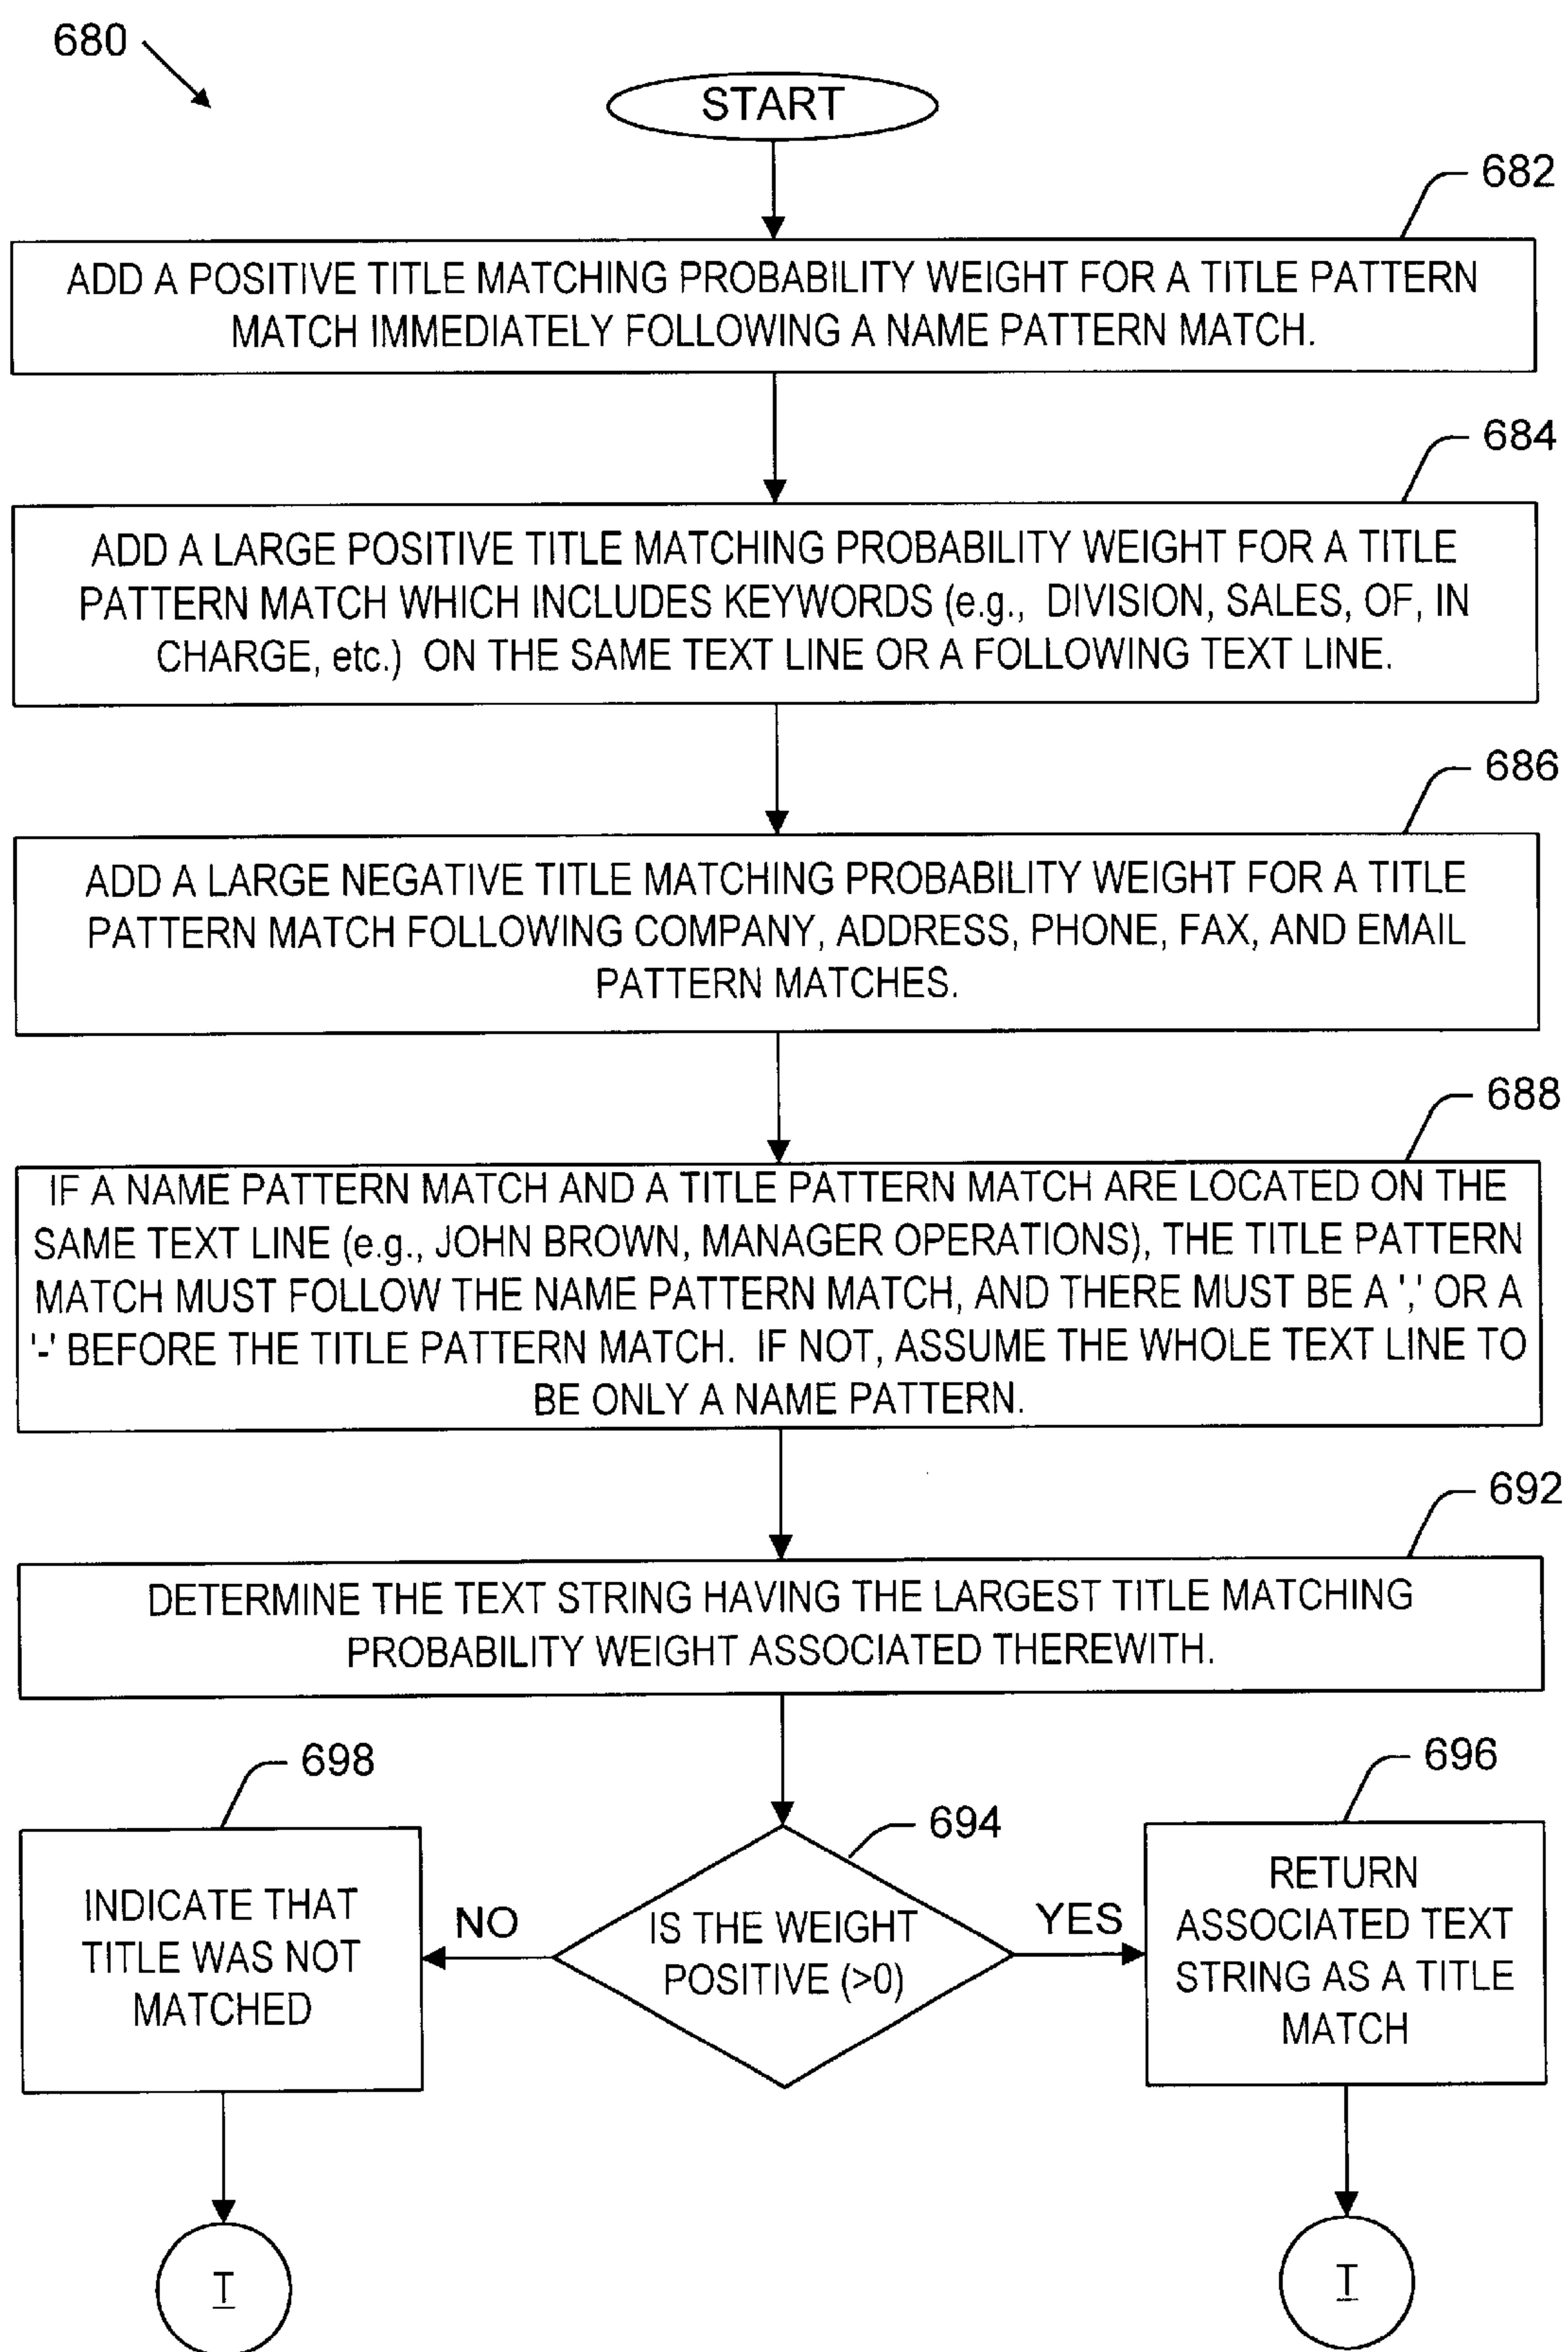 680
START
682
ADD A POSITIVE TITLE MATCHING PROBABILITY WEIGHT FOR A TITLE PATTERN
MATCH IMMEDIATELY FOLLOWING A NAME PATTERN MATCH.
684
ADD A LARGE POSITIVE TITLE MATCHING PROBABILITY WEIGHT FOR A TITLE
PATTERN MATCH WHICH INCLUDES KEYWORDS (e.g., DIVISION, SALES, OF, IN
CHARGE, etc.) ON THE SAME TEXT LINE OR A FOLLOWING TEXT LINE.
686
ADD A LARGE NEGATIVE TITLE MATCHING PROBABILITY WEIGHT FOR A TITLE
PATTERN MATCH FOLLOWING COMPANY, ADDRESS, PHONE, FAX, AND EMAIL
PATTERN MATCHES.
688
IF A NAME PATTERN MATCH AND A TITLE PATTERN MATCH ARE LOCATED ON THE
SAME TEXT LINE (e.g., JOHN BROWN, MANAGER OPERATIONS), THE TITLE PATTERN
MATCH MUST FOLLOW THE NAME PATTERN MATCH, AND THERE MUST BE A ',' OR A
'-' BEFORE THE TITLE PATTERN MATCH. IF NOT, ASSUME THE WHOLE TEXT LINE TO
BE ONLY A NAME PATTERN.
692
DETERMINE THE TEXT STRING HAVING THE LARGEST TITLE MATCHING
PROBABILITY WEIGHT ASSOCIATED THEREWITH.
698
INDICATE THAT
TITLE WAS NOT
MATCHED
NO
694
IS THE WEIGHT
POSITIVE (>0)
YES
696
RETURN
ASSOCIATED TEXT
STRING AS A TITLE
MATCH
T
T